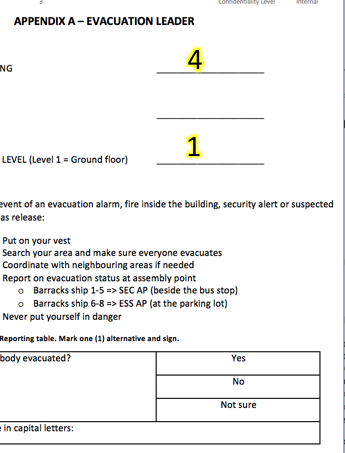 3 Confidentiality Level Internal
APPENDIX A – EVACUATION LEADER
NG 4
LEVEL (Level 1 = Ground floor) 1
event of an evacuation alarm, fire inside the building, security alert or suspected
as release:
Put on your vest
Search your area and make sure everyone evacuates
Coordinate with neighbouring areas if needed
Report on evacuation status at assembly point
o Barracks ship 1-5 => SEC AP (beside the bus stop)
o Barracks ship 6-8 => ESS AP (at the parking lot)
Never put yourself in danger
Reporting table. Mark one (1) alternative and sign.
body evacuated? Yes
No
Not sure
e in capital letters: